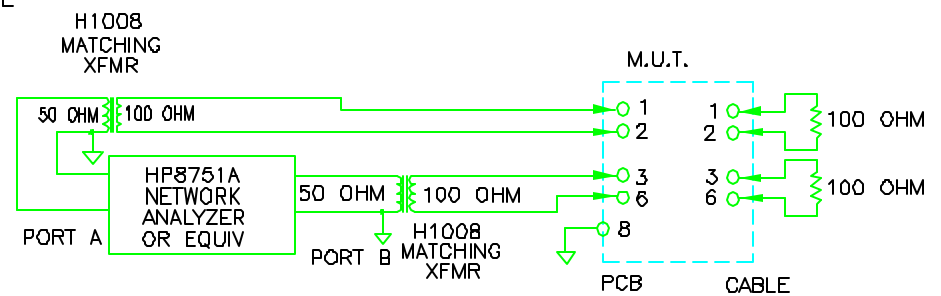 H1008
MATCHING
XFMR
M.U.T.
50 OHM
100 OHM
1
2
1
2
100 OHM
HP8751A
NETWORK
ANALYZER
OR EQUIV
50 OHM
100 OHM
3
6
3
6
100 OHM
PORT A
PORT B
H1008
MATCHING
XFMR
8
PCB
CABLE